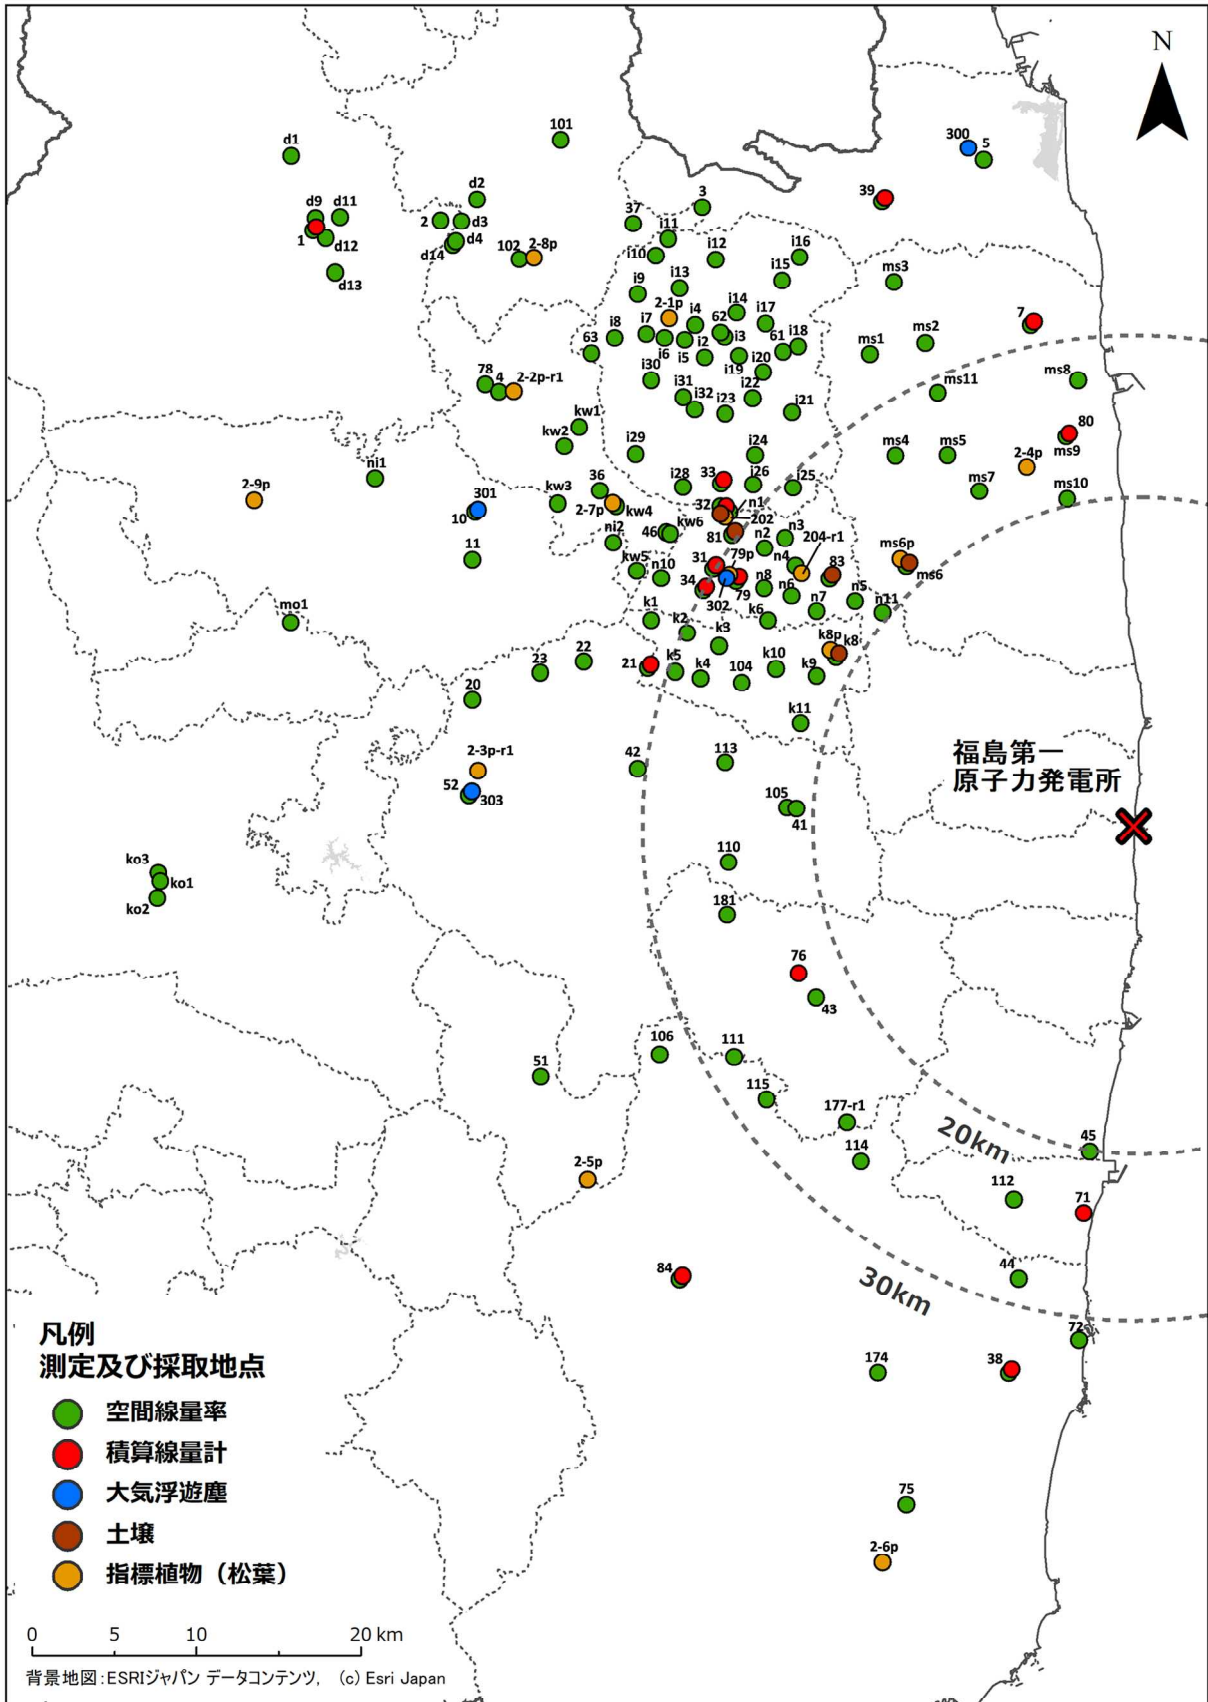 N
101
d1
300
5
d2
d9
d11
3
39
2
d3
37
1
d12
d14
d4
i11
102
2-8p
i10
i12
i16
d13
i15
ms3
i9
i13
2-1p
i14
i17
7
i8
i7
i4
62
i3
i18
63
i6
i5
i2
61
ms1
ms2
i19
i20
78
4
2-2p-r1
i30
ms8
i31
i32
i22
ms11
i23
i21
kw1
80
kw2
i29
i24
ms4
ms5
ms9
2-4p
ni1
2-9p
36
i28
33
i26
i25
ms7
ms10
301
10
kw3
2-7p
kw4
32
n1
202
46
kw6
81
n2
n3
204-r1
11
ni2
ms6p
kw5
n10
31
79p
n4
83
ms6
34
302
79
n8
n6
n7
n5
n11
mo1
k1
k2
k3
k6
k8p
k8
22
23
21
k5
k4
104
k10
k9
20
k11
2-3p-r1
42
113
福島第一
原子力発電所
52
303
105
41
ko3
ko1
ko2
110
181
76
43
106
111
51
115
177-r1
20km
45
114
2-5p
112
71
84
30km
44
72
174
38
75
2-6p
凡例
測定及び採取地点
空間線量率
積算線量計
大気浮遊塵
土壌
指標植物（松葉）
0 5 10 20 km
背景地図:ESRIジャパン データコンテンツ, (c) Esri Japan